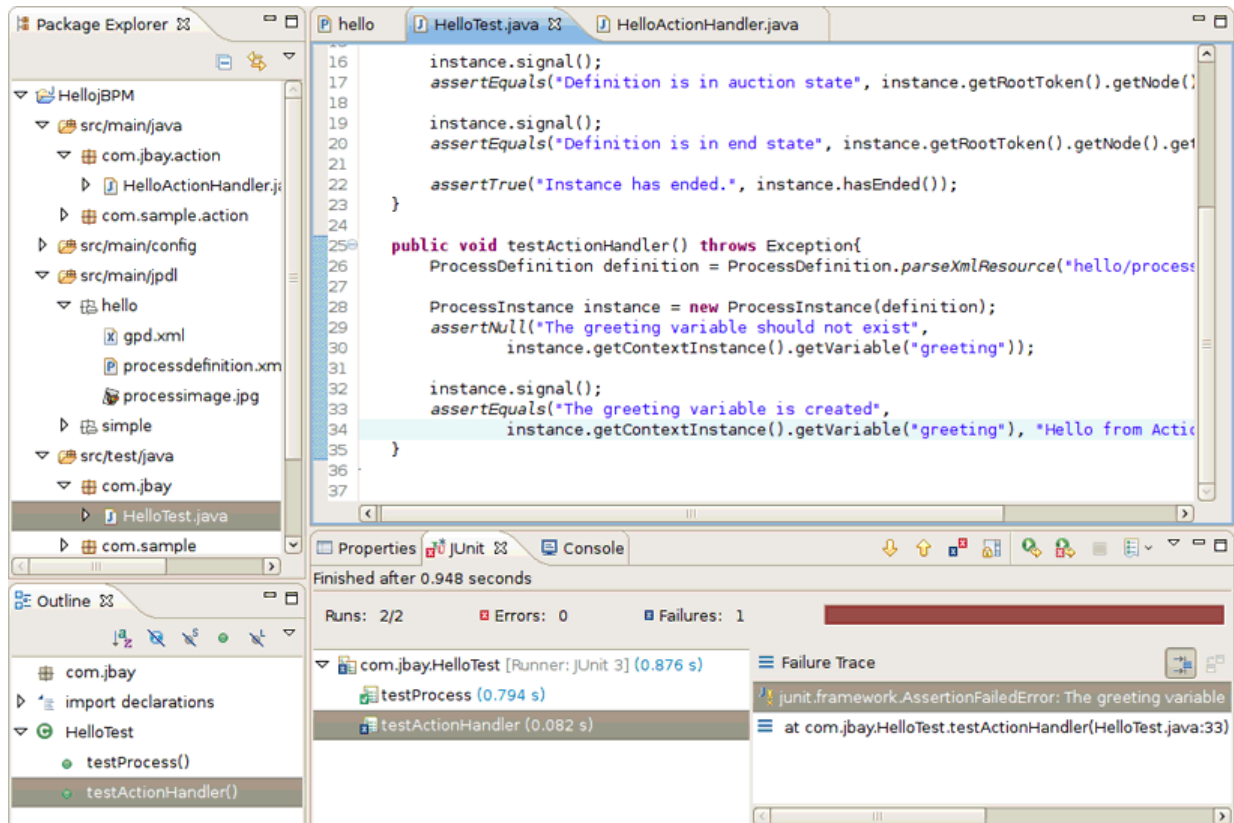 Package Explorer
HellojBPM
src/main/java
com.jbay.action
HelloActionHandler.ja
com.sample.action
src/main/config
src/main/jpdl
hello
gpd.xml
processdefinition.xm
processimage.jpg
simple
src/test/java
com.jbay
HelloTest.java
com.sample
hello HelloTest.java HelloActionHandler.java
16 instance.signal();
17 assertEquals("Definition is in auction state", instance.getRootToken().getNode()
18
19 instance.signal();
20 assertEquals("Definition is in end state", instance.getRootToken().getNode().get
21
22 assertTrue("Instance has ended.", instance.hasEnded());
23 }
24
25 public void testActionHandler() throws Exception{
26 ProcessDefinition definition = ProcessDefinition.parseXmlResource("hello/process
27
28 ProcessInstance instance = new ProcessInstance(definition);
29 assertNull("The greeting variable should not exist",
30 instance.getContextInstance().getVariable("greeting"));
31
32 instance.signal();
33 assertEquals("The greeting variable is created",
34 instance.getContextInstance().getVariable("greeting"), "Hello from Actio
35 }
36
37
Outline
com.jbay
import declarations
HelloTest
testProcess()
testActionHandler()
Properties JUnit Console
Finished after 0.948 seconds
Runs: 2/2 Errors: 0 Failures: 1
com.jbay.HelloTest [Runner: JUnit 3] (0.876 s)
testProcess (0.794 s)
testActionHandler (0.082 s)
Failure Trace
junit.framework.AssertionFailedError: The greeting variable
at com.jbay.HelloTest.testActionHandler(HelloTest.java:33)